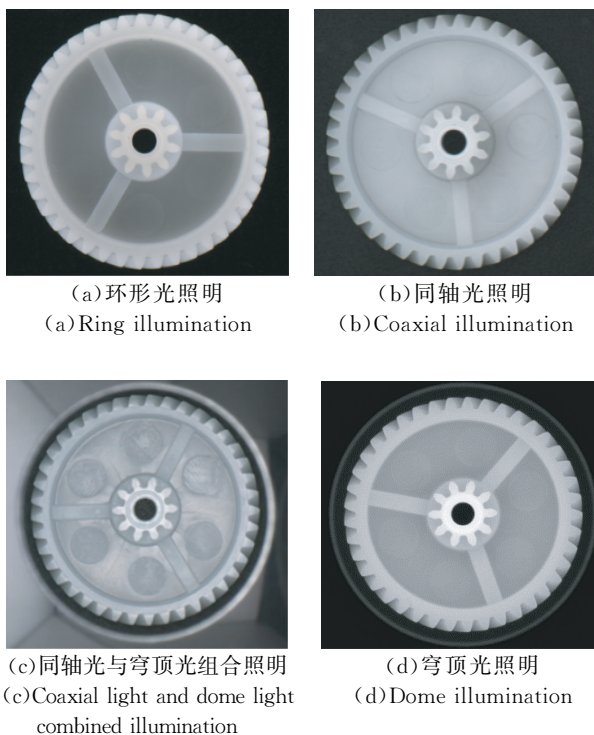 (a)环形光照明
(a)Ring illumination
(b)同轴光照明
(b)Coaxial illumination
(c)同轴光与穹顶光组合照明
(c)Coaxial light and dome light
combined illumination
(d)穹顶光照明
(d)Dome illumination